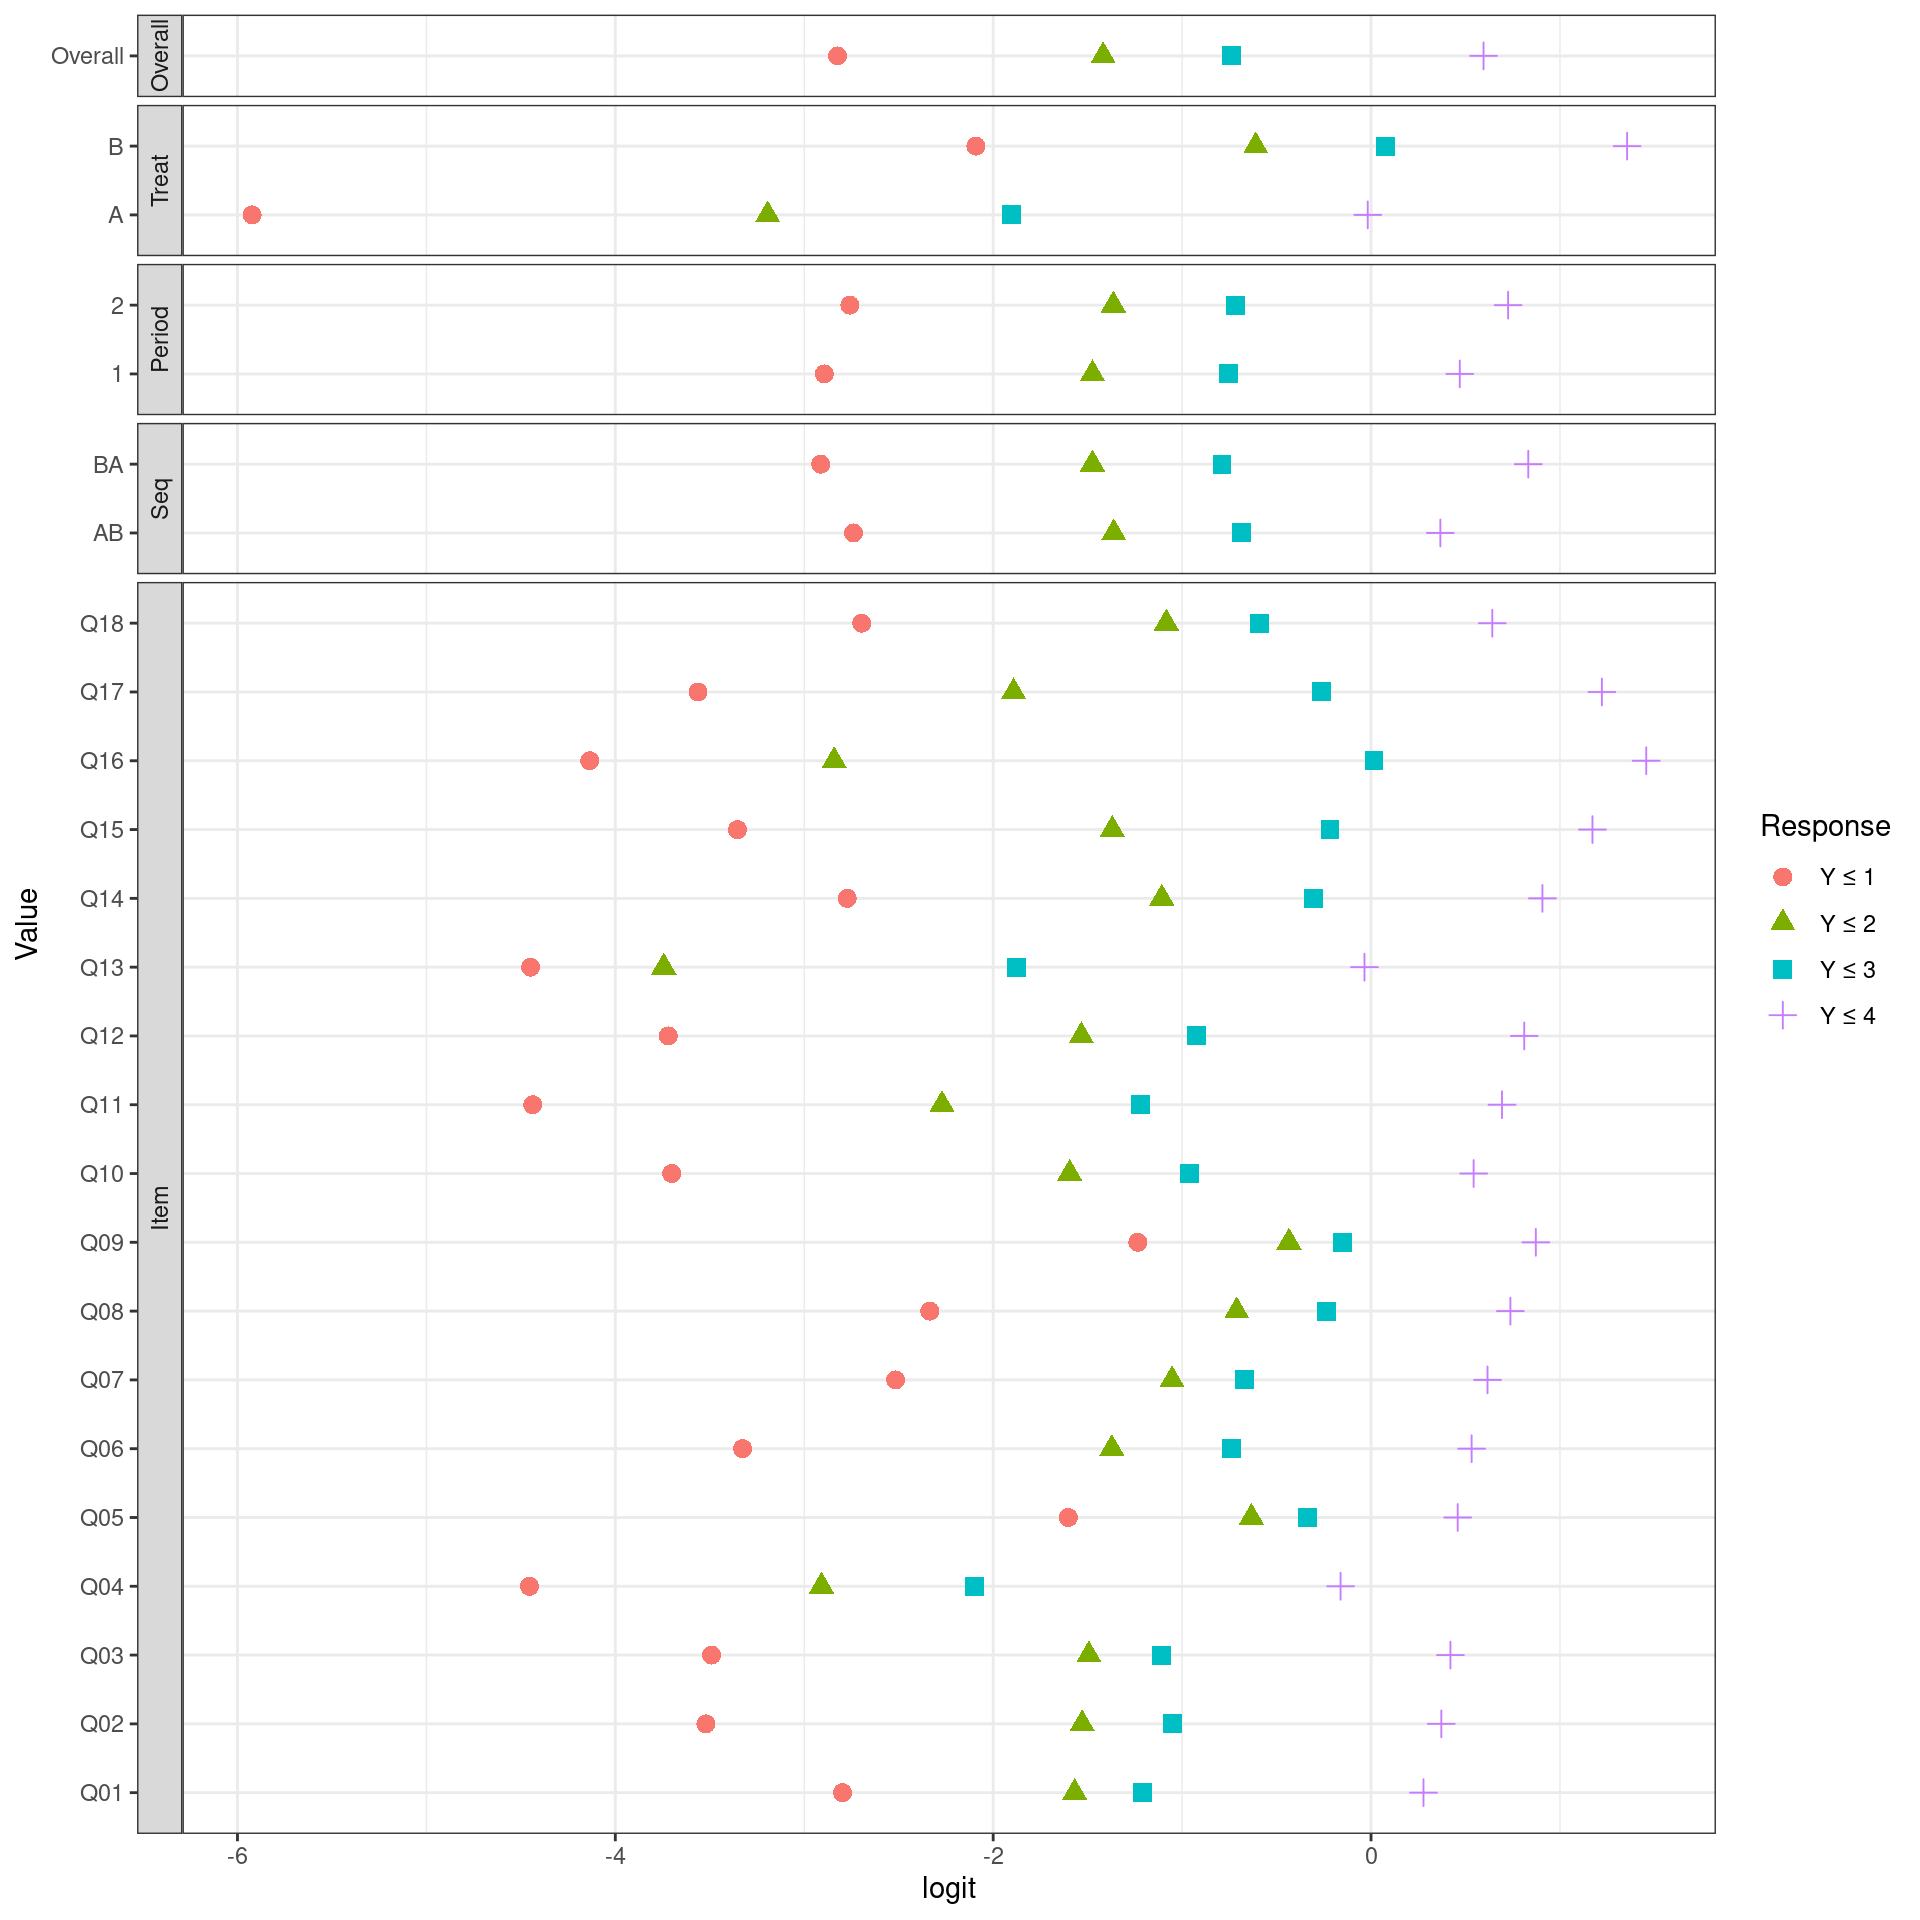 Overall
Overall
B
A
Treat
2
1
Period
BA
AB
Seq
Q18
Q17
Q16
Q15
Q14
Q13
Q12
Q11
Q10
Q09
Q08
Q07
Q06
Q05
Q04
Q03
Q02
Q01
Item
Value
-6 -4 -2 0
logit
Response
Y ≤ 1
Y ≤ 2
Y ≤ 3
Y ≤ 4